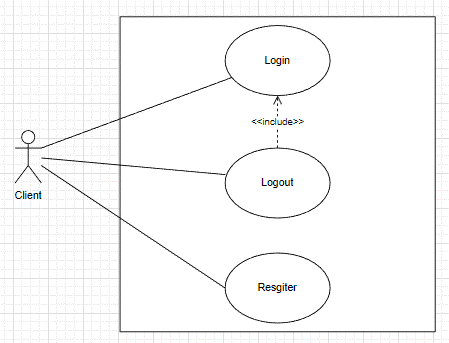 Login
<<include>>
Logout
Client
Resgiter